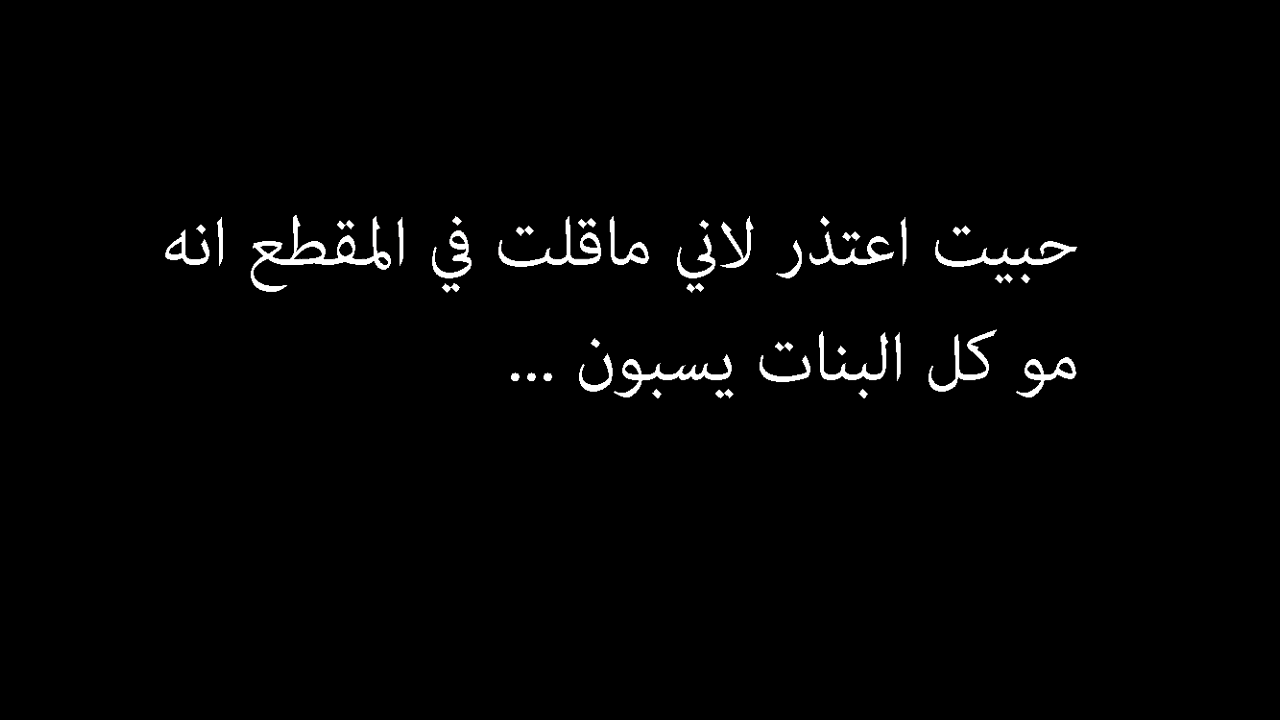 حبيت اعتذر لاني ماقلت في المقطع انه
مو كل البنات يسبون ...